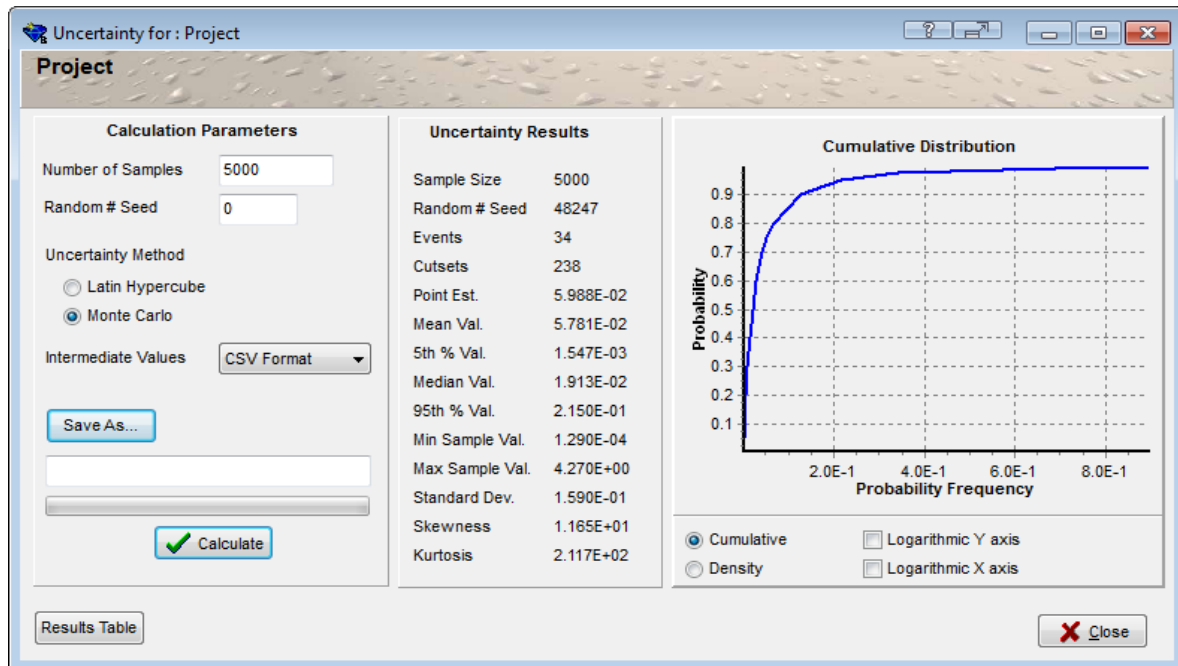 Uncertainty for : Project
?
Project
Calculation Parameters
Number of Samples 5000
Random # Seed 0
Uncertainty Method
Latin Hypercube
Monte Carlo
Intermediate Values CSV Format
Save As...
Calculate
Uncertainty Results
Sample Size 5000
Random # Seed 48247
Events 34
Cutsets 238
Point Est. 5.988E-02
Mean Val. 5.781E-02
5th % Val. 1.547E-03
Median Val. 1.913E-02
95th % Val. 2.150E-01
Min Sample Val. 1.290E-04
Max Sample Val. 4.270E+00
Standard Dev. 1.590E-01
Skewness 1.165E+01
Kurtosis 2.117E+02
Cumulative Distribution
Probability
0.9
0.8
0.7
0.6
0.5
0.4
0.3
0.2
0.1
2.0E-1 4.0E-1 6.0E-1 8.0E-1
Probability Frequency
Cumulative Logarithmic Y axis
Density Logarithmic X axis
Results Table
Close